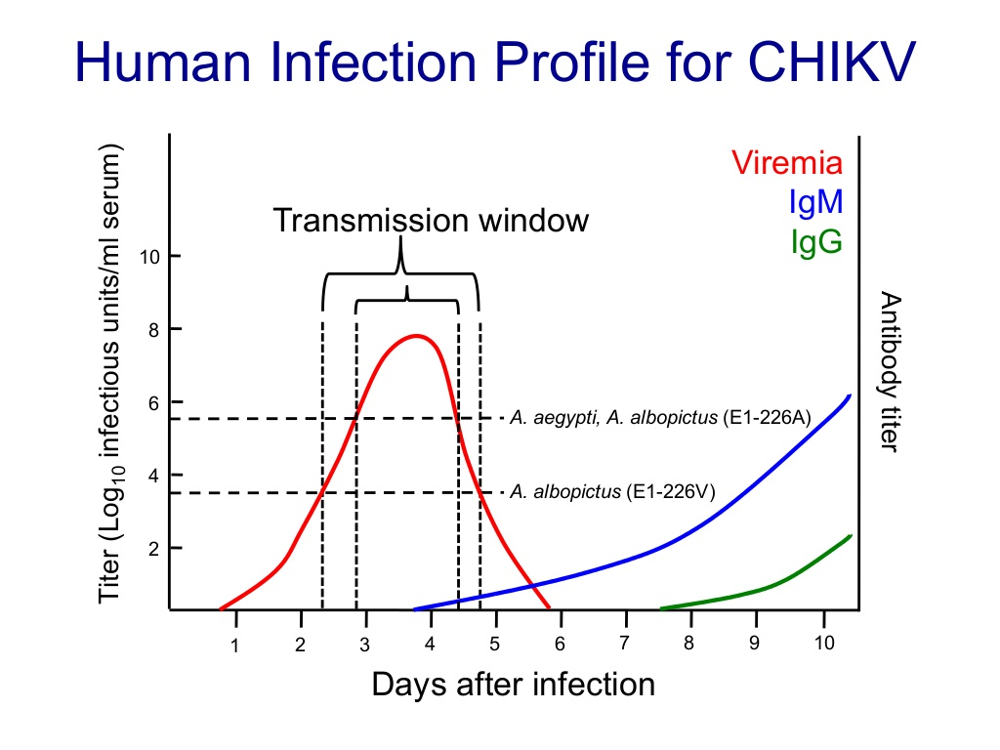 Human Infection Profile for CHIKV
Titer (Log10 infectious units/ml serum)
Viremia
IgM
IgG
Transmission window
10
8
6
4
2
A. aegypti, A. albopictus (E1-226A)
A. albopictus (E1-226V)
Antibody titer
1 2 3 4 5 6 7 8 9 10
Days after infection